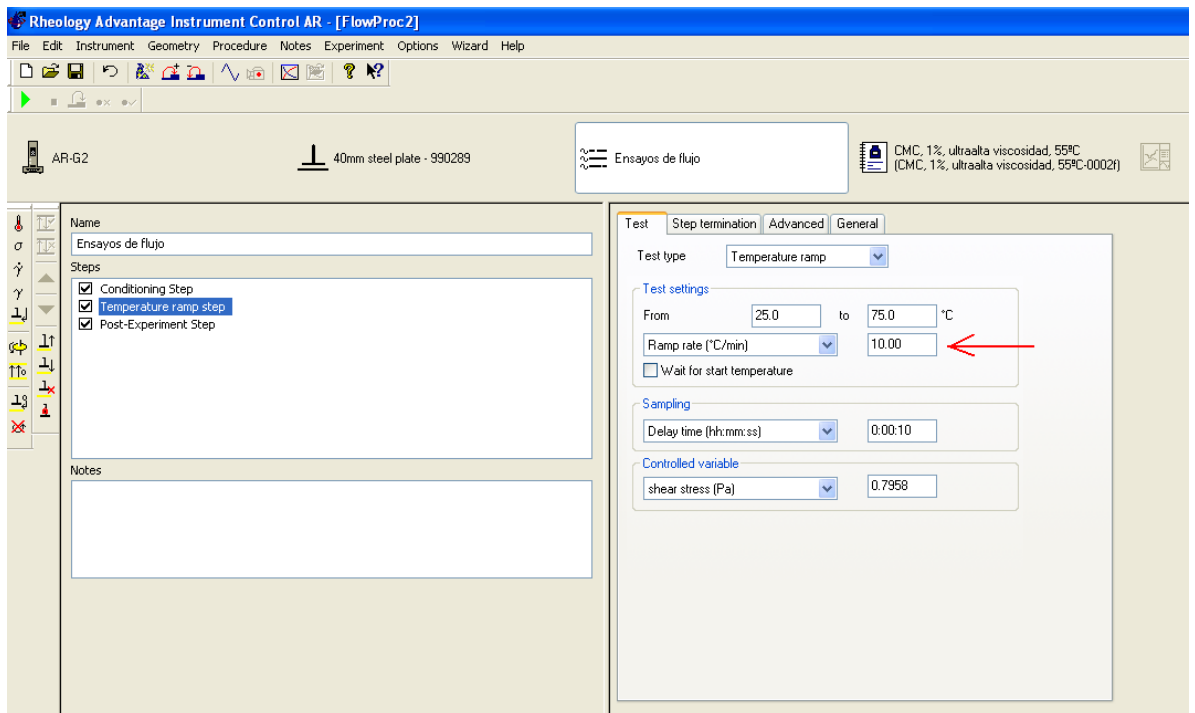 Rheology Advantage Instrument Control AR - [FlowProc2]
File Edit Instrument Geometry Procedure Notes Experiment Options Wizard Help
AR-G2
40mm steel plate - 990289
Ensayos de flujo
CMC, 1%, ultraalta viscosidad, 55ºC
(CMC, 1%, ultraalta viscosidad, 55ºC-0002f)
Name
Ensayos de flujo
Steps
Conditioning Step
Temperature ramp step
Post-Experiment Step
Notes
Test Step termination Advanced General
Test type Temperature ramp
Test settings
From 25.0 to 75.0 °C
Ramp rate (°C/min) 10.00
Wait for start temperature
Sampling
Delay time (hh:mm:ss) 0:00:10
Controlled variable
shear stress (Pa) 0.7958